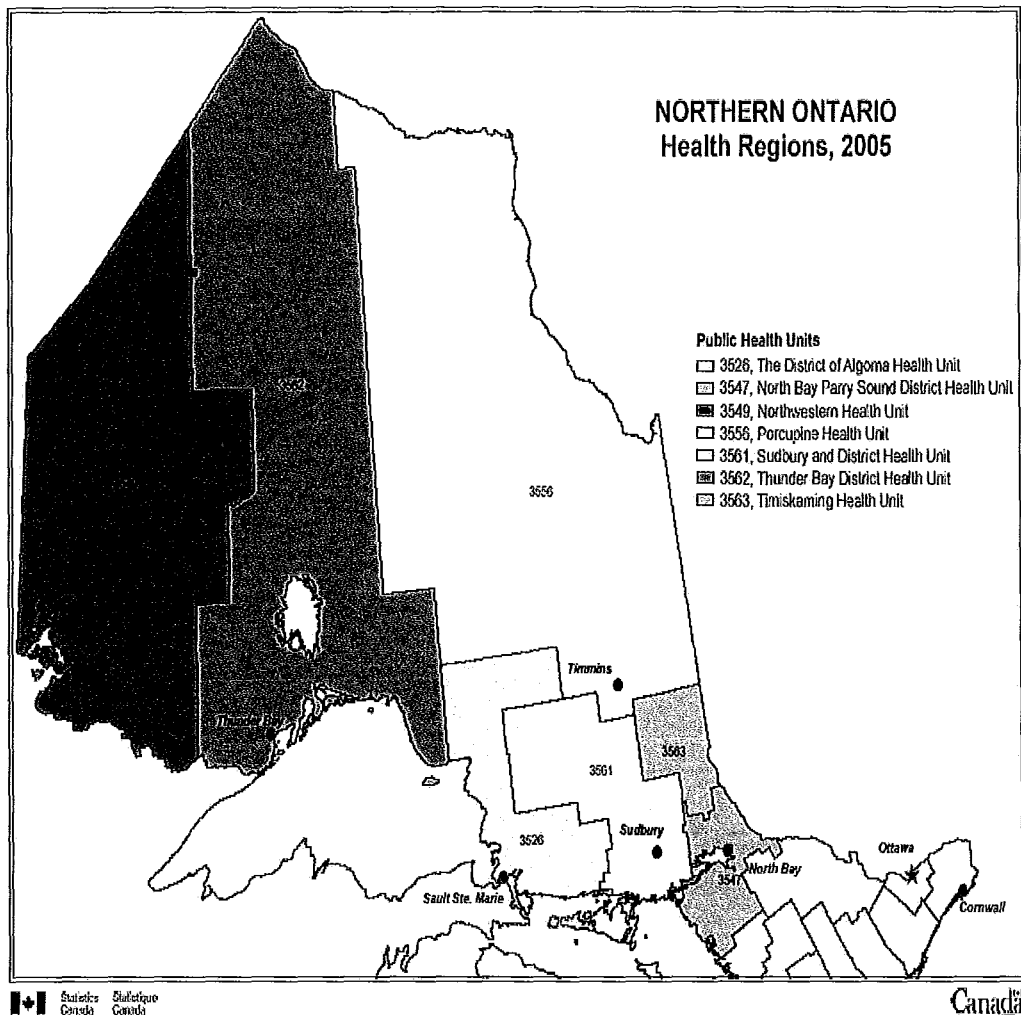 NORTHERN ONTARIO
Health Regions, 2005
Public Health Units
3526, The District of Algoma Health Unit
3547, North Bay Parry Sound District Health Unit
3549, Northwestern Health Unit
3556, Porcupine Health Unit
3561, Sudbury and District Health Unit
3562, Thunder Bay District Health Unit
3563, Timiskaming Health Unit
3562
3556
Timmins
Thunder Bay
3563
3561
3526
Sudbury
Ottawa
North Bay
3547
Sault Ste. Marie
Cornwall
Statistics Statistique
Canada Canada
Canada